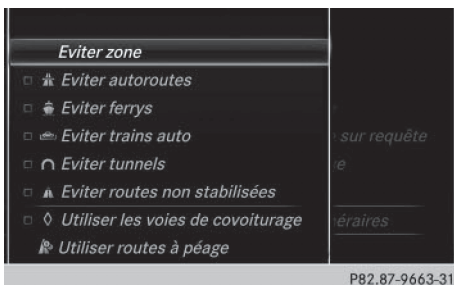 Eviter zone
Eviter autoroutes
Eviter ferrys
Eviter trains auto
sur requête
Eviter tunnels
e
Eviter routes non stabilisées
Utiliser les voies de covoiturage
éraires
Utiliser routes à péage
P82.87-9663-31